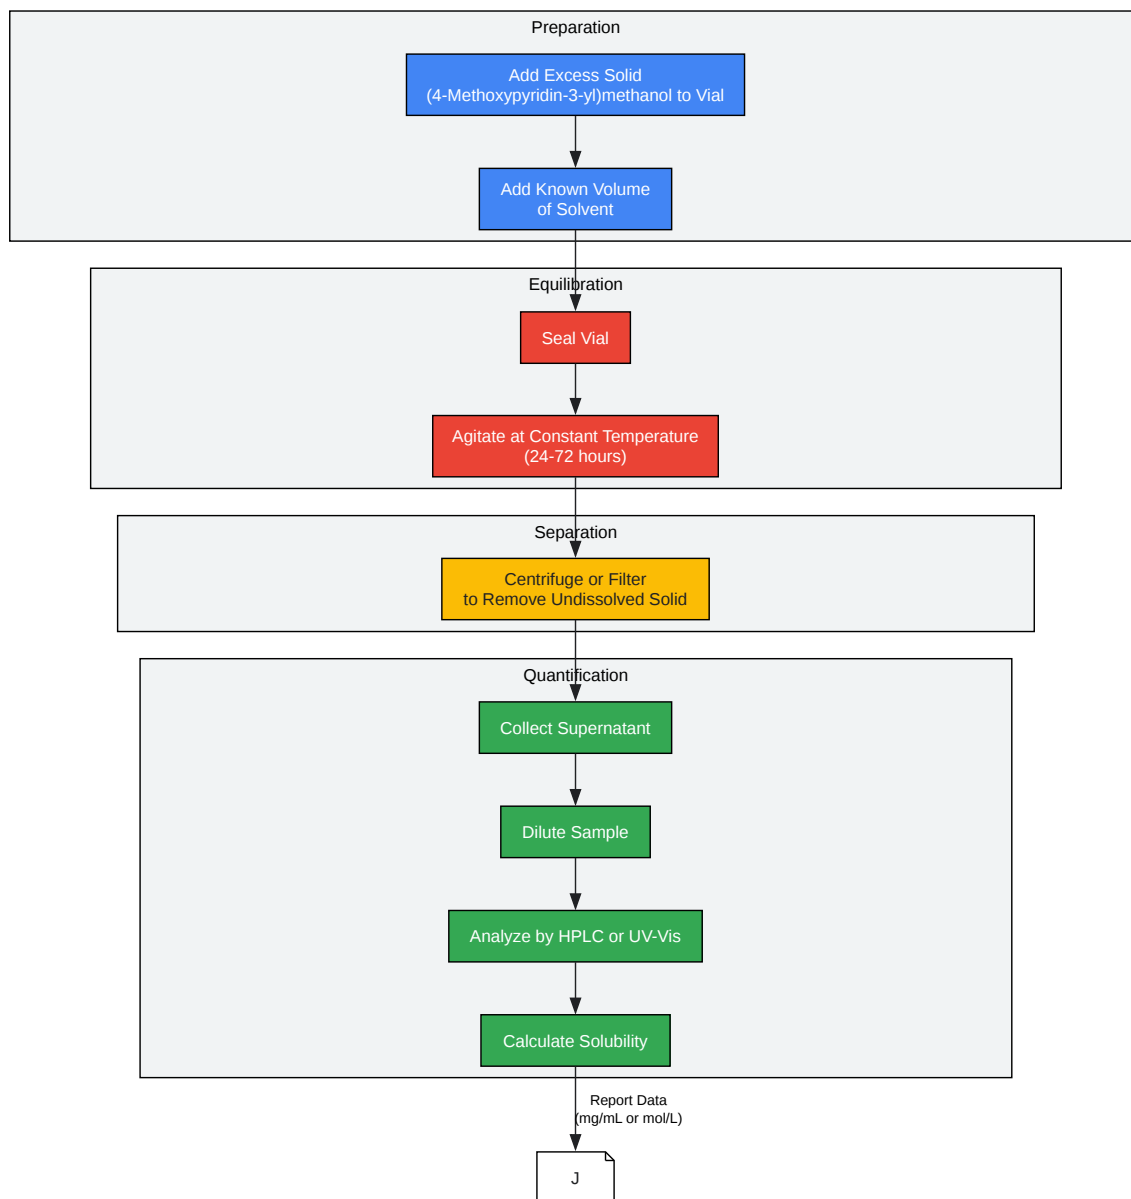 Preparation
Add Excess Solid
(4-Methoxypyridin-3-yl)methanol to Vial
Add Known Volume
of Solvent
Equilibration
Seal Vial
Agitate at Constant Temperature
(24-72 hours)
Separation
Centrifuge or Filter
to Remove Undissolved Solid
Quantification
Collect Supernatant
Dilute Sample
Analyze by HPLC or UV-Vis
Calculate Solubility
Report Data
(mg/mL or mol/L)
J